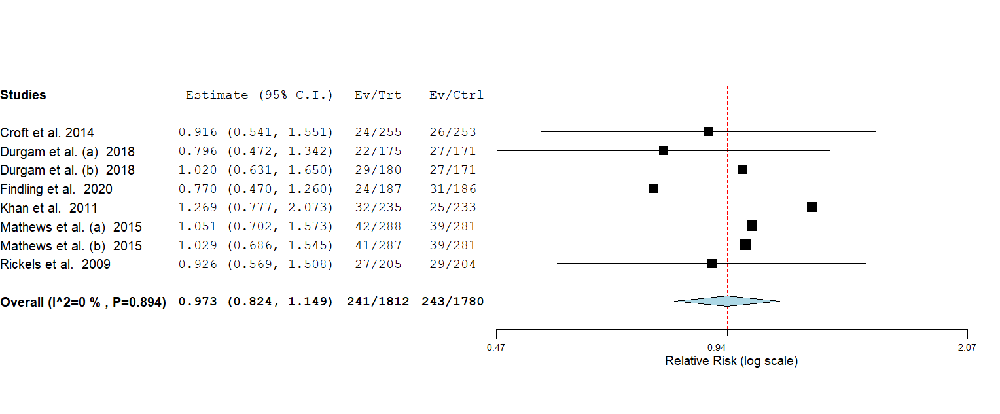 Studies Estimate (95% C.I.) Ev/Trt Ev/Ctrl
Croft et al. 2014 0.916 (0.541, 1.551) 24/255 26/253
Durgam et al. (a) 2018 0.796 (0.472, 1.342) 22/175 27/171
Durgam et al. (b) 2018 1.020 (0.631, 1.650) 29/180 27/171
Findling et al. 2020 0.770 (0.470, 1.260) 24/187 31/186
Khan et al. 2011 1.269 (0.777, 2.073) 32/235 25/233
Mathews et al. (a) 2015 1.051 (0.702, 1.573) 42/288 39/281
Mathews et al. (b) 2015 1.029 (0.686, 1.545) 41/287 39/281
Rickels et al. 2009 0.926 (0.569, 1.508) 27/205 29/204
Overall (I^2=0 % , P=0.894) 0.973 (0.824, 1.149) 241/1812 243/1780
0.47 0.94 2.07
Relative Risk (log scale)